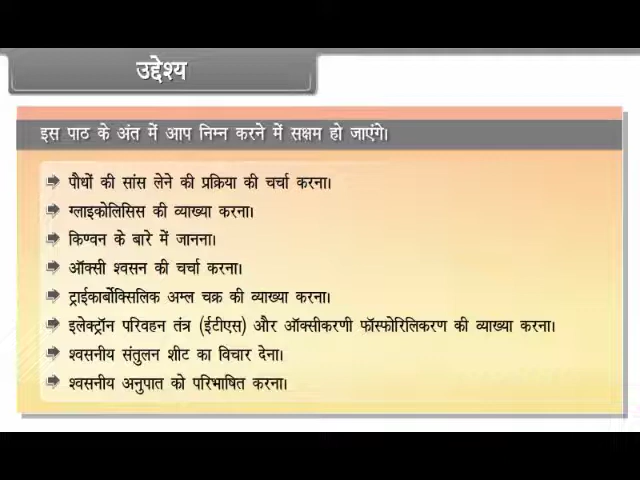 उद्देश्य
इस पाठ के अंत में आप निम्न करने में सक्षम हो जाएंगे।
पौधों की सांस लेने की प्रक्रिया की चर्चा करना।
ग्लाइकोलिसिस की व्याख्या करना।
किण्वन के बारे में जानना।
ऑक्सी श्वसन की चर्चा करना।
ट्राईकार्बोक्सिलिक अम्ल चक्र की व्याख्या करना।
इलेक्ट्रॉन परिवहन तंत्र (ईटीएस) और ऑक्सीकरणी फॉस्फोरिलिकरण की व्याख्या करना।
श्वसनीय संतुलन शीट का विचार देना।
श्वसनीय अनुपात को परिभाषित करना।